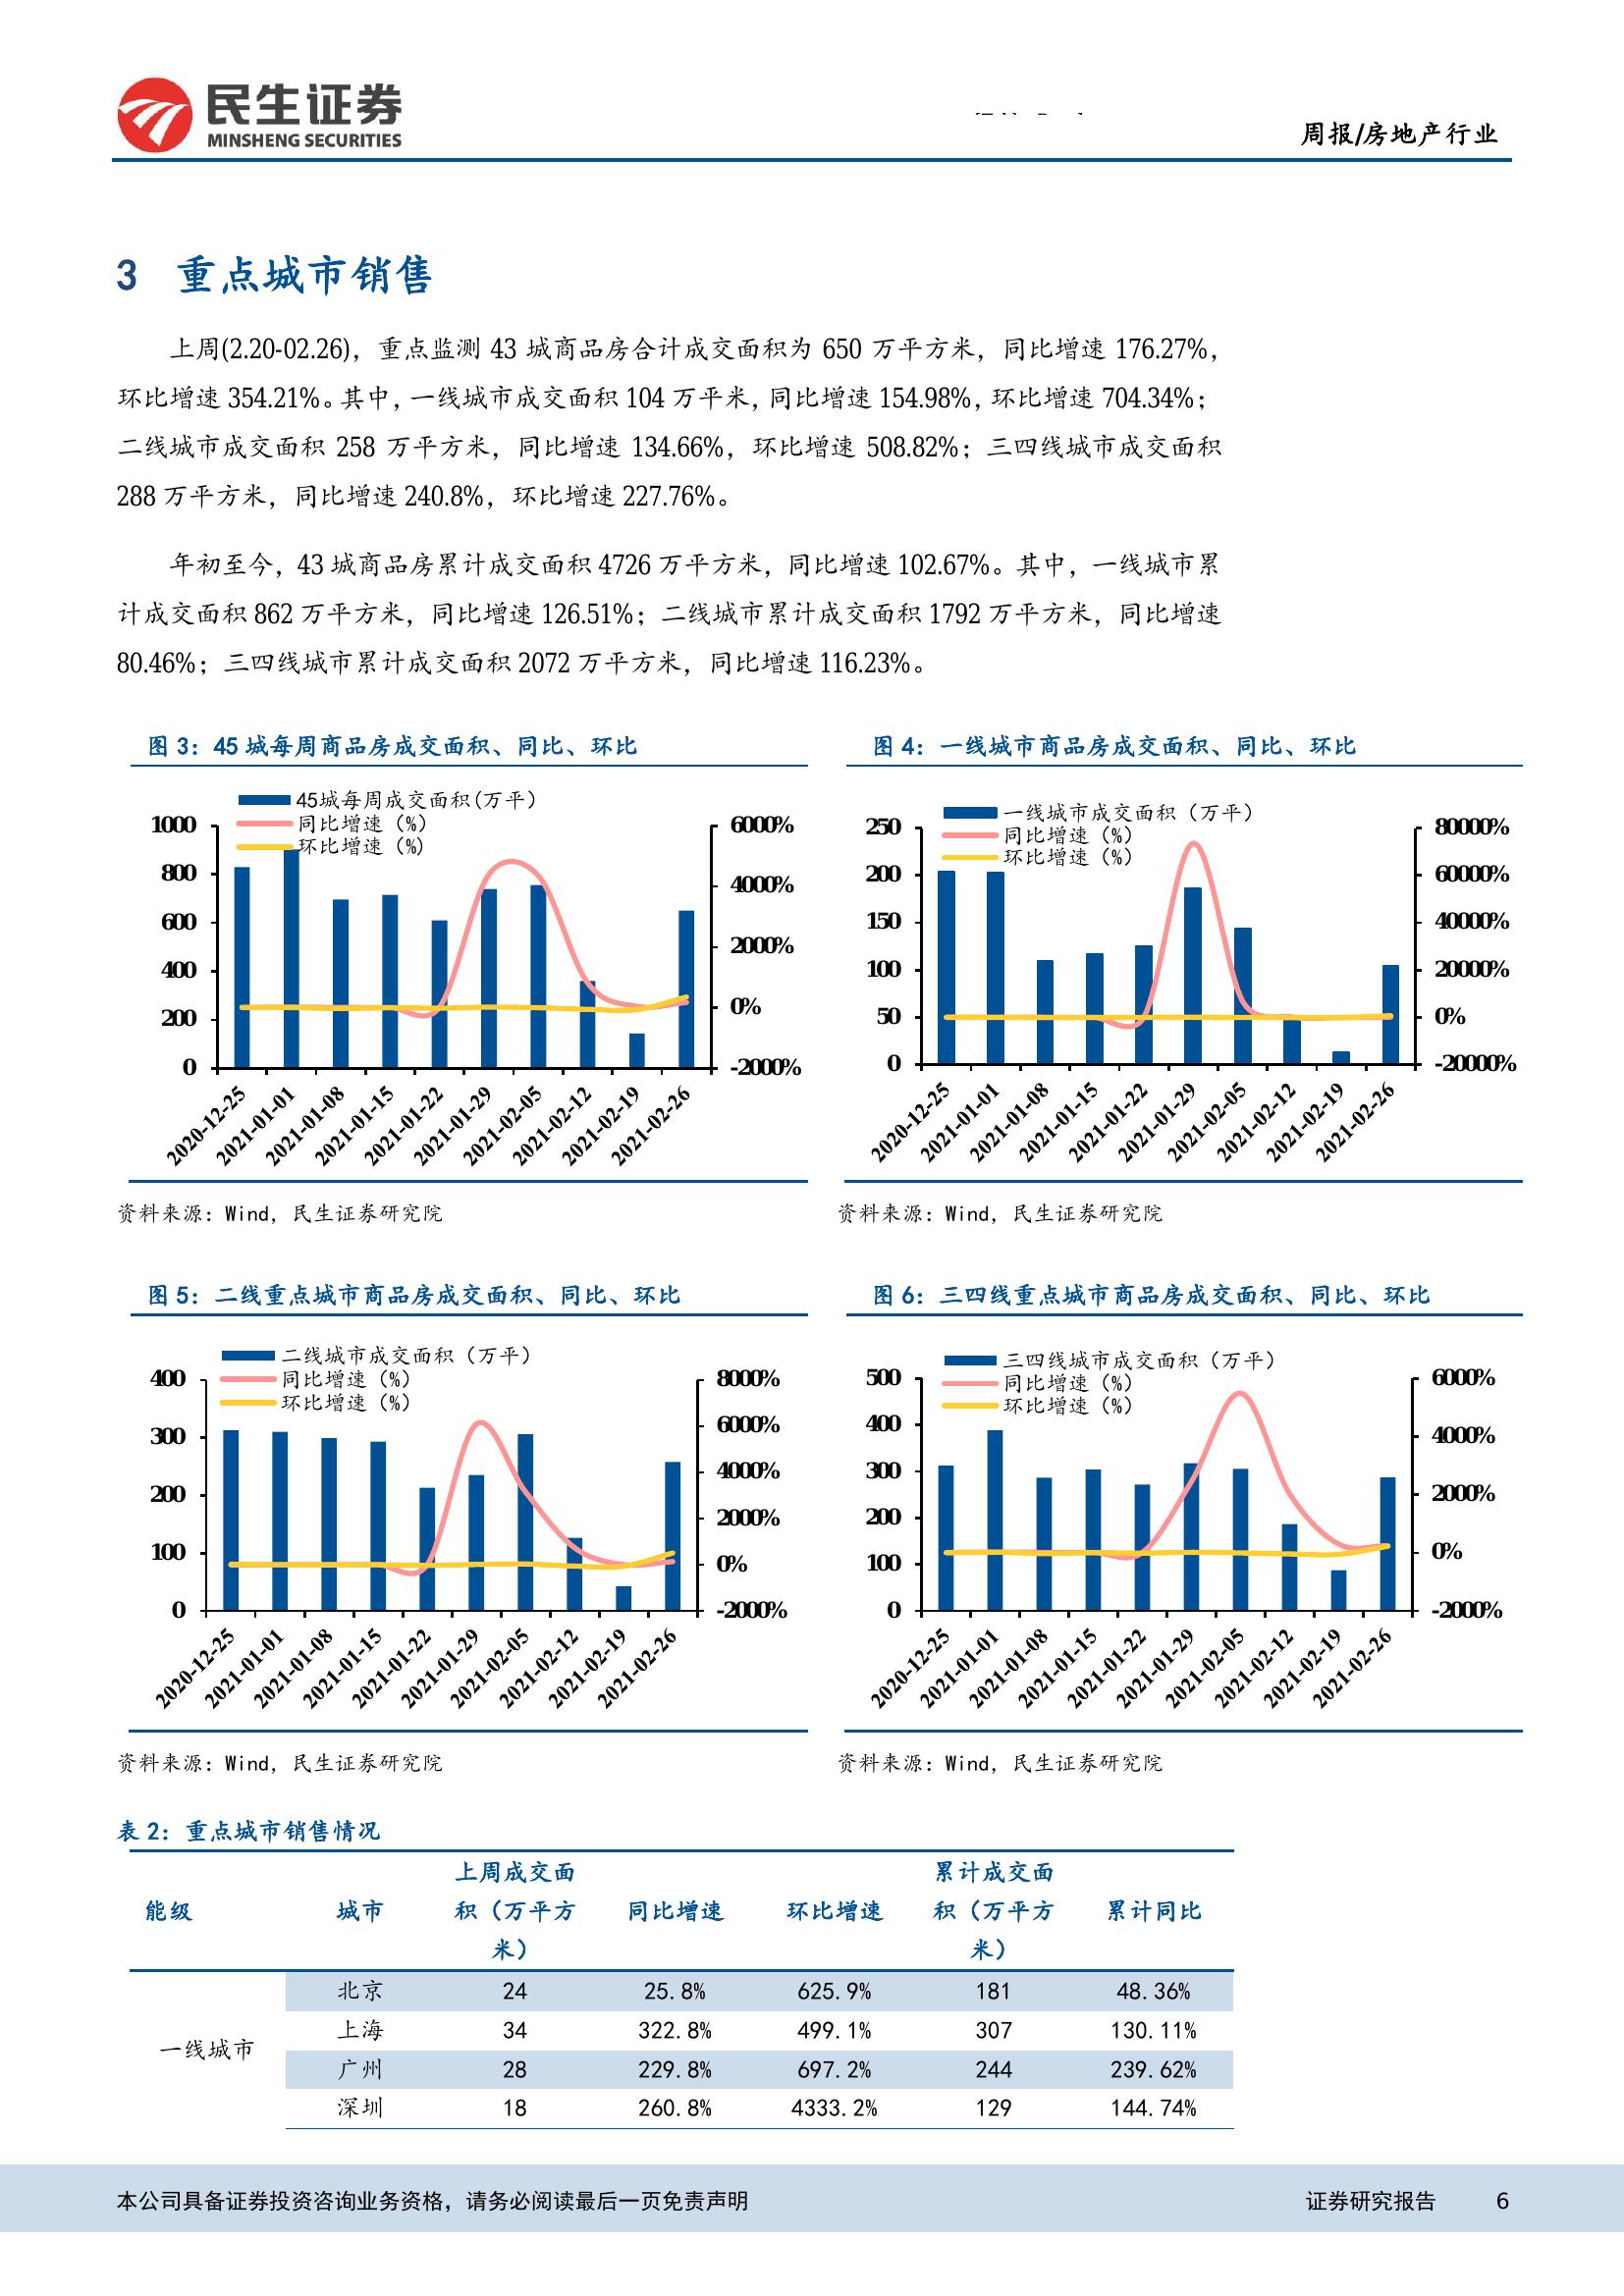 民生证券
MINSHENG SECURITIES
周报/房地产行业
3 重点城市销售
上周(2.20-02.26)，重点监测 43 城商品房合计成交面积为 650 万平方米，同比增速 176.27%，
环比增速 354.21%。其中，一线城市成交面积 104 万平米，同比增速 154.98%，环比增速 704.34%；
二线城市成交面积 258 万平方米，同比增速 134.66%，环比增速 508.82%；三四线城市成交面积
288 万平方米，同比增速 240.8%，环比增速 227.76%。
年初至今，43 城商品房累计成交面积 4726 万平方米，同比增速 102.67%。其中，一线城市累
计成交面积 862 万平方米，同比增速 126.51%；二线城市累计成交面积 1792 万平方米，同比增速
80.46%；三四线城市累计成交面积 2072 万平方米，同比增速 116.23%。
图 3：45 城每周商品房成交面积、同比、环比
45城每周成交面积(万平）
同比增速（%）
环比增速（%）
1000
800
600
400
200
0
6000%
4000%
2000%
0%
-2000%
2020-12-25
2021-01-01
2021-01-08
2021-01-15
2021-01-22
2021-01-29
2021-02-05
2021-02-12
2021-02-19
2021-02-26
资料来源：Wind，民生证券研究院
图 4：一线城市商品房成交面积、同比、环比
一线城市成交面积（万平）
同比增速（%）
环比增速（%）
250
200
150
100
50
0
80000%
60000%
40000%
20000%
0%
-20000%
2020-12-25
2021-01-01
2021-01-08
2021-01-15
2021-01-22
2021-01-29
2021-02-05
2021-02-12
2021-02-19
2021-02-26
资料来源：Wind，民生证券研究院
图 5：二线重点城市商品房成交面积、同比、环比
二线城市成交面积（万平）
同比增速（%）
环比增速（%）
400
300
200
100
0
8000%
6000%
4000%
2000%
0%
-2000%
2020-12-25
2021-01-01
2021-01-08
2021-01-15
2021-01-22
2021-01-29
2021-02-05
2021-02-12
2021-02-19
2021-02-26
资料来源：Wind，民生证券研究院
图 6：三四线重点城市商品房成交面积、同比、环比
三四线城市成交面积（万平）
同比增速（%）
环比增速（%）
500
400
300
200
100
0
6000%
4000%
2000%
0%
-2000%
2020-12-25
2021-01-01
2021-01-08
2021-01-15
2021-01-22
2021-01-29
2021-02-05
2021-02-12
2021-02-19
2021-02-26
资料来源：Wind，民生证券研究院
表 2：重点城市销售情况
上周成交面 累计成交面
能级 城市 积（万平方 同比增速 环比增速 积（万平方 累计同比
米） 米）
北京 24 25.8% 625.9% 181 48.36%
上海 34 322.8% 499.1% 307 130.11%
一线城市
广州 28 229.8% 697.2% 244 239.62%
深圳 18 260.8% 4333.2% 129 144.74%
本公司具备证券投资咨询业务资格，请务必阅读最后一页免责声明 证券研究报告 6